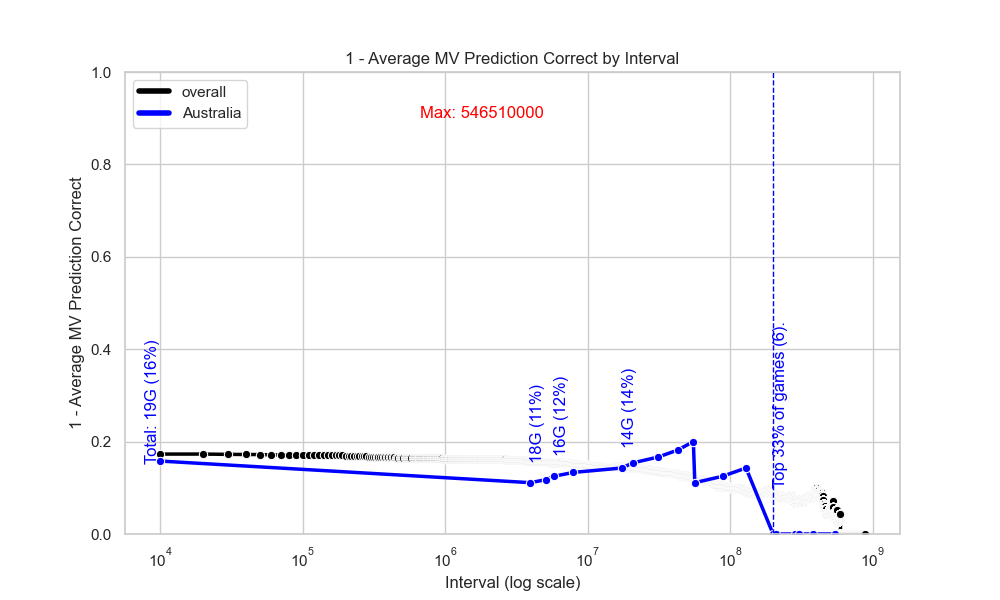 1 - Average MV Prediction Correct by Interval
1 - Average MV Prediction Correct
1.0
0.8
0.6
0.4
0.2
0.0
overall
Australia
Max: 546510000
Total: 19G (16%)
18G (11%)
16G (12%)
14G (14%)
Top 33% of games (6).
10^4
10^5
10^6
10^7
10^8
10^9
Interval (log scale)